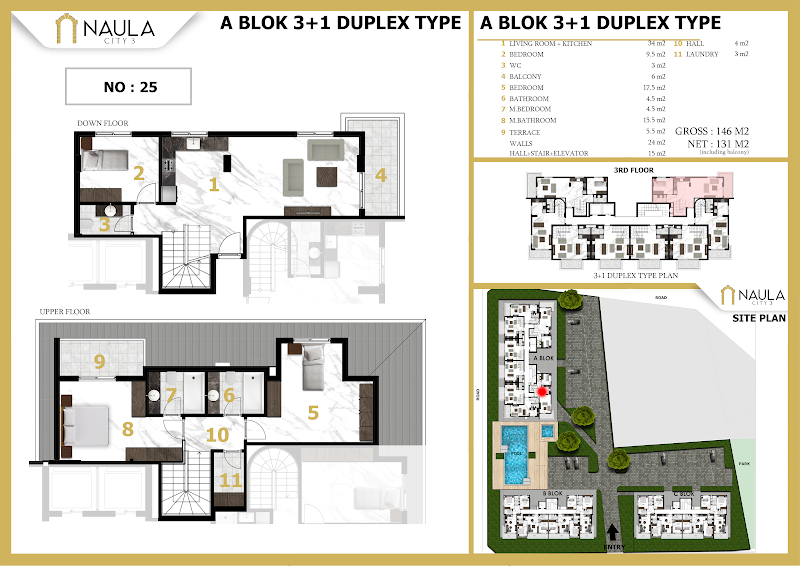 NAULA
CITY 3
A BLOK 3+1 DUPLEX TYPE
NO : 25
DOWN FLOOR
1
2
3
4
UPPER FLOOR
9
8
7
6
5
10
11
A BLOK 3+1 DUPLEX TYPE
1 LIVING ROOM + KITCHEN 34 m2
2 BEDROOM 9.5 m2
3 WC 3 m2
4 BALCONY 6 m2
5 BEDROOM 17.5 m2
6 BATHROOM 4.5 m2
7 M.BEDROOM 4.5 m2
8 M.BATHROOM 15.5 m2
9 TERRACE 5.5 m2
WALLS 24 m2
HALL+STAIR+ELEVATOR 15 m2
10 HALL 4 m2
11 LAUNDRY 3 m2
GROSS : 146 M2
NET : 131 M2
(including balcony)
3RD FLOOR
3+1 DUPLEX TYPE PLAN
NAULA
CITY 3
SITE PLAN
ROAD
ROAD
A BLOK
POOL
PARK
B BLOK
C BLOK
ENTRY